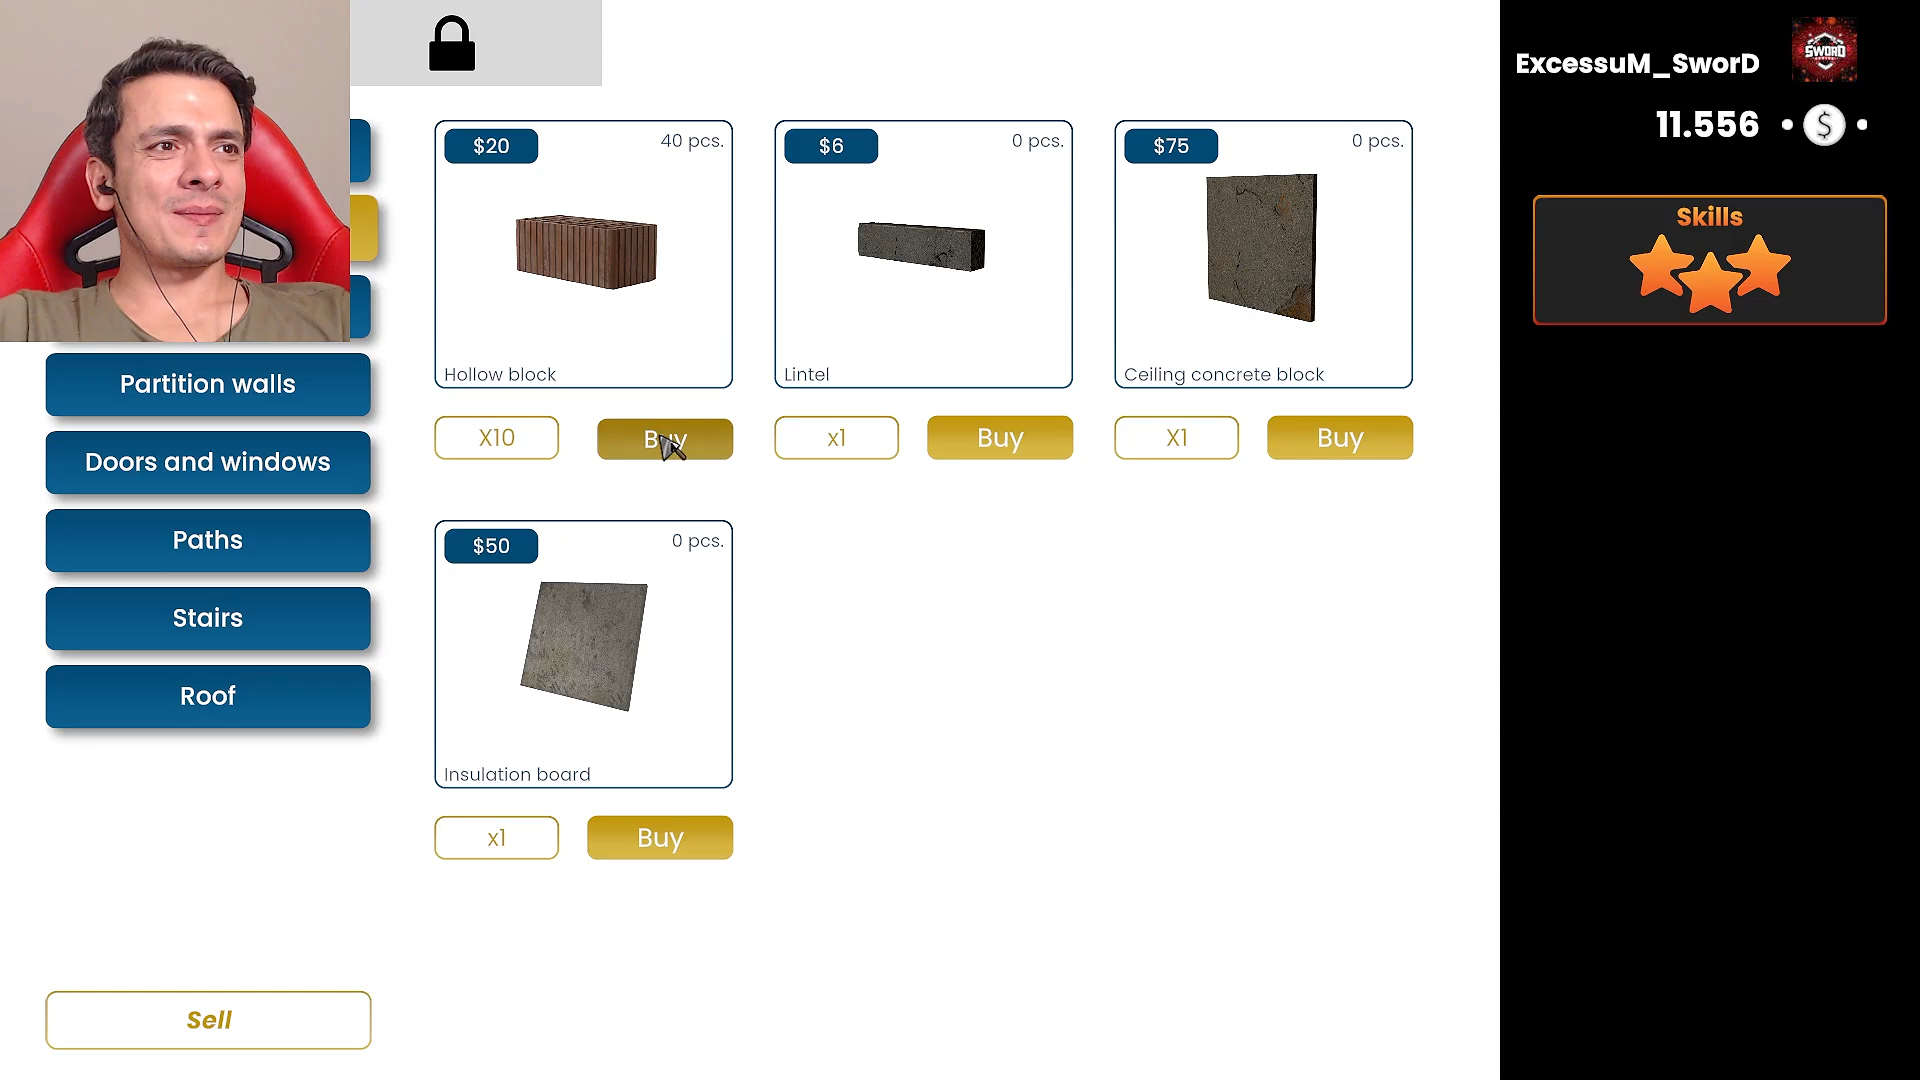 ExcessuM_SworD
SWORD
11.556
$
Skills
$20
40 pcs.
Hollow block
X10
Buy
$6
0 pcs.
Lintel
x1
Buy
$75
0 pcs.
Ceiling concrete block
X1
Buy
$50
0 pcs.
Insulation board
x1
Buy
Partition walls
Doors and windows
Paths
Stairs
Roof
Sell